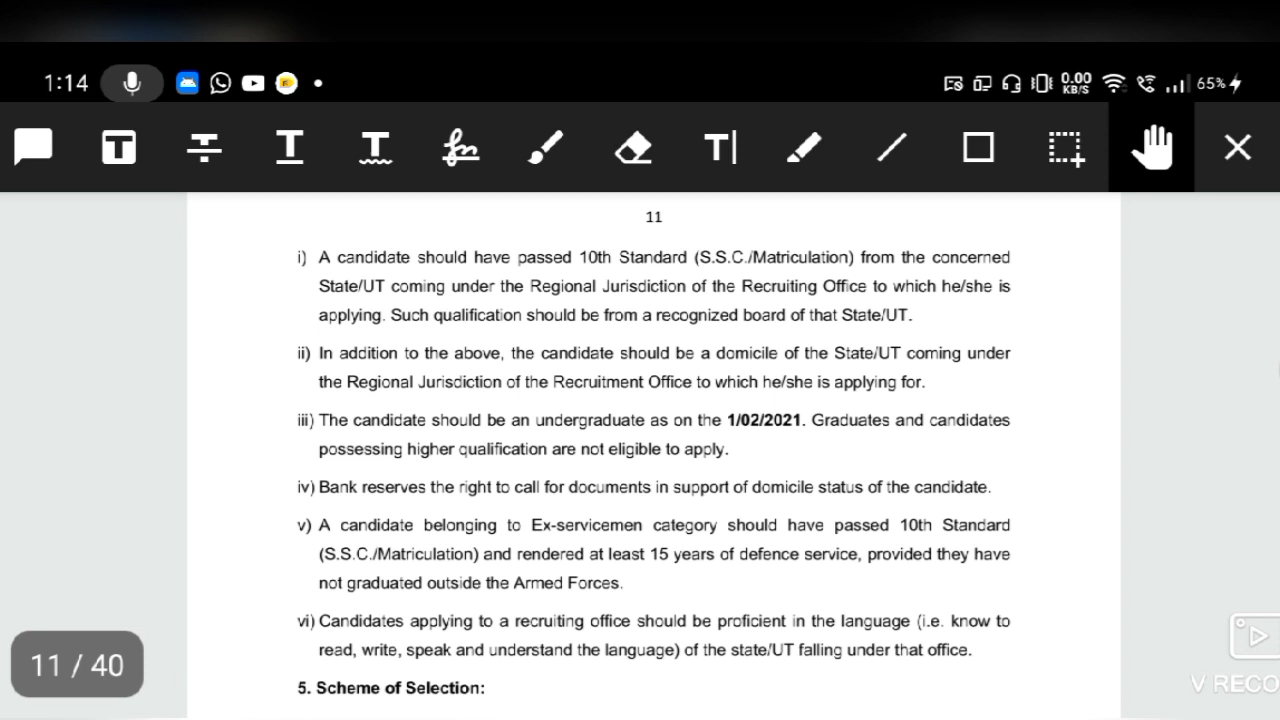 1:14
0.00
KB/S
65%
T
T
T
T
T|
11
i) A candidate should have passed 10th Standard (S.S.C./Matriculation) from the concerned
State/UT coming under the Regional Jurisdiction of the Recruiting Office to which he/she is
applying. Such qualification should be from a recognized board of that State/UT.
ii) In addition to the above, the candidate should be a domicile of the State/UT coming under
the Regional Jurisdiction of the Recruitment Office to which he/she is applying for.
iii) The candidate should be an undergraduate as on the 1/02/2021. Graduates and candidates
possessing higher qualification are not eligible to apply.
iv) Bank reserves the right to call for documents in support of domicile status of the candidate.
v) A candidate belonging to Ex-servicemen category should have passed 10th Standard
(S.S.C./Matriculation) and rendered at least 15 years of defence service, provided they have
not graduated outside the Armed Forces.
vi) Candidates applying to a recruiting office should be proficient in the language (i.e. know to
read, write, speak and understand the language) of the state/UT falling under that office.
11 / 40
V RECO
5. Scheme of Selection: